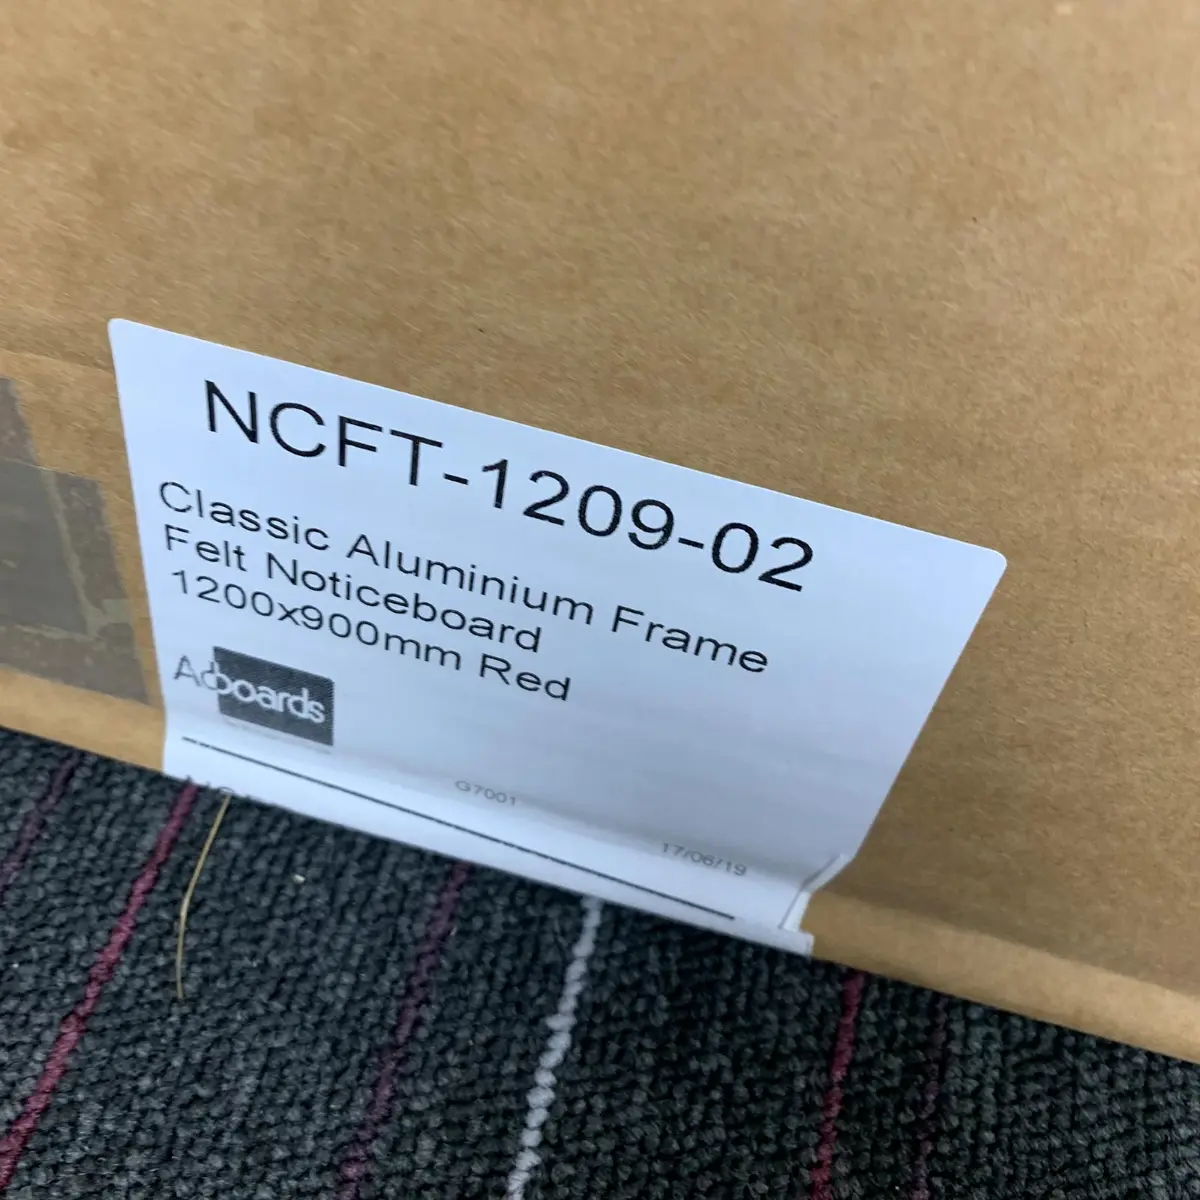 NCFT-1209-02
Classic Aluminium Frame
Felt Noticeboard
1200x900mm Red
Adboards
G7001
17/06/19